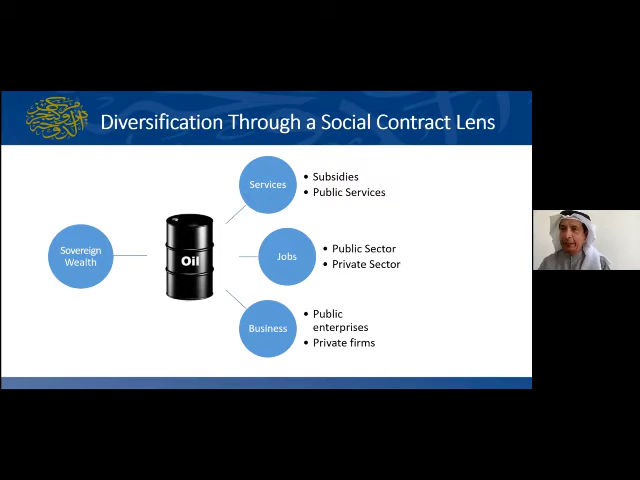 Diversification Through a Social Contract Lens
Services
• Subsidies
• Public Services
Sovereign
Wealth
Oil
Jobs
• Public Sector
• Private Sector
Business
• Public
enterprises
• Private firms